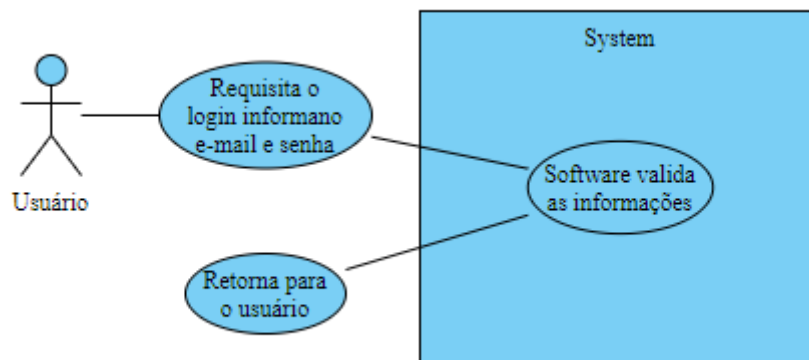 System
Requisita o
login informano
e-mail e senha
Usuário
Software valida
as informações
Retorna para
o usuário